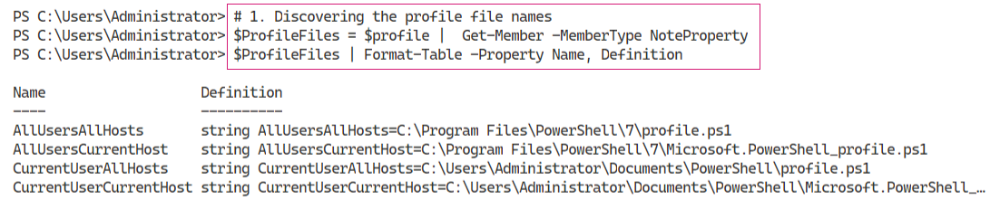 PS C:\Users\Administrator> # 1. Discovering the profile file names
PS C:\Users\Administrator> $ProfileFiles = $profile |  Get-Member -MemberType NoteProperty
PS C:\Users\Administrator> $ProfileFiles | Format-Table -Property Name, Definition
Name                   Definition
----                   ----------
AllUsersAllHosts       string AllUsersAllHosts=C:\Program Files\PowerShell\7\profile.ps1
AllUsersCurrentHost    string AllUsersCurrentHost=C:\Program Files\PowerShell\7\Microsoft.PowerShell_profile.ps1
CurrentUserAllHosts    string CurrentUserAllHosts=C:\Users\Administrator\Documents\PowerShell\profile.ps1
CurrentUserCurrentHost string CurrentUserCurrentHost=C:\Users\Administrator\Documents\PowerShell\Microsoft.PowerShell_…